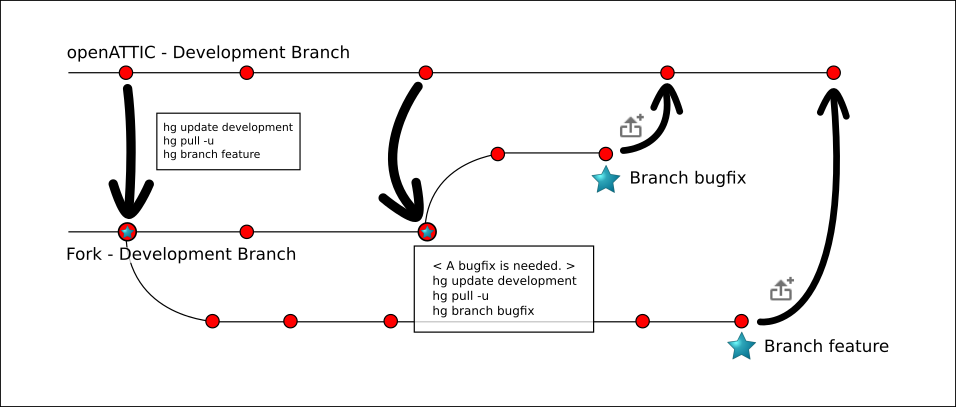 openATTIC - Development Branch
hg update development
hg pull -u
hg branch feature
Branch bugfix
Fork - Development Branch
< A bugfix is needed. >
hg update development
hg pull -u
hg branch bugfix
Branch feature